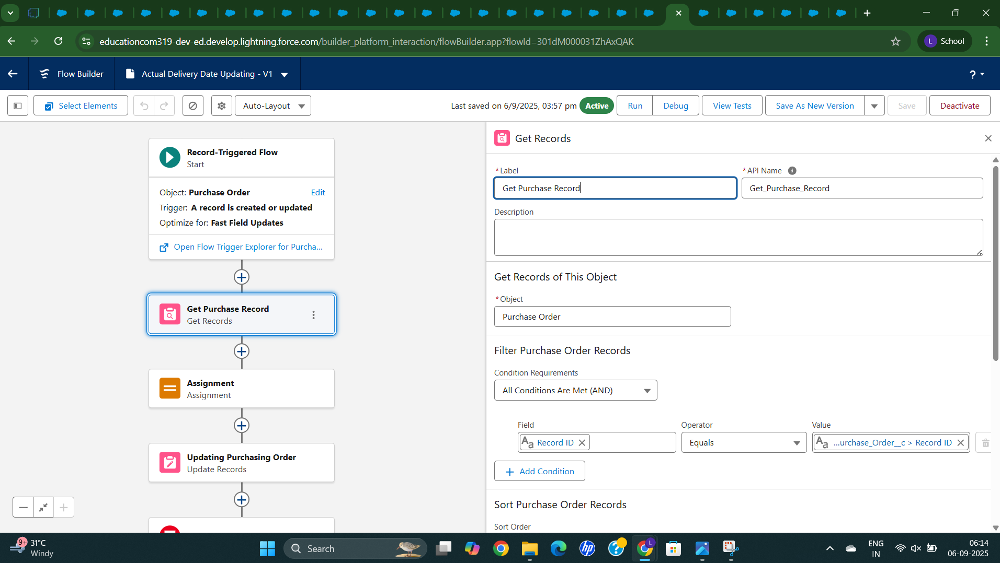 educationcom319-dev-ed.develop.lightning.force.com/builder_platform_interaction/flowBuilder.app?flowId=301dM000031ZhAxQAK
L School
Flow Builder
Actual Delivery Date Updating - V1
?
Select Elements
Auto-Layout
Last saved on 6/9/2025, 03:57 pm
Active
Run
Debug
View Tests
Save As New Version
Save
Deactivate
Record-Triggered Flow
Start
Object: Purchase Order
Edit
Trigger: A record is created or updated
Optimize for: Fast Field Updates
Open Flow Trigger Explorer for Purcha...
Get Purchase Record
Get Records
Assignment
Assignment
Updating Purchasing Order
Update Records
Get Records
* Label
Get Purchase Record
* API Name
Get_Purchase_Record
Description
Get Records of This Object
* Object
Purchase Order
Filter Purchase Order Records
Condition Requirements
All Conditions Are Met (AND)
Field
Aa Record ID
Operator
Equals
Value
Aa ...urchase_Order__c > Record ID
Add Condition
Sort Purchase Order Records
Sort Order
9+
31°C
Windy
Search
hp
L
ENG
IN
06:14
06-09-2025